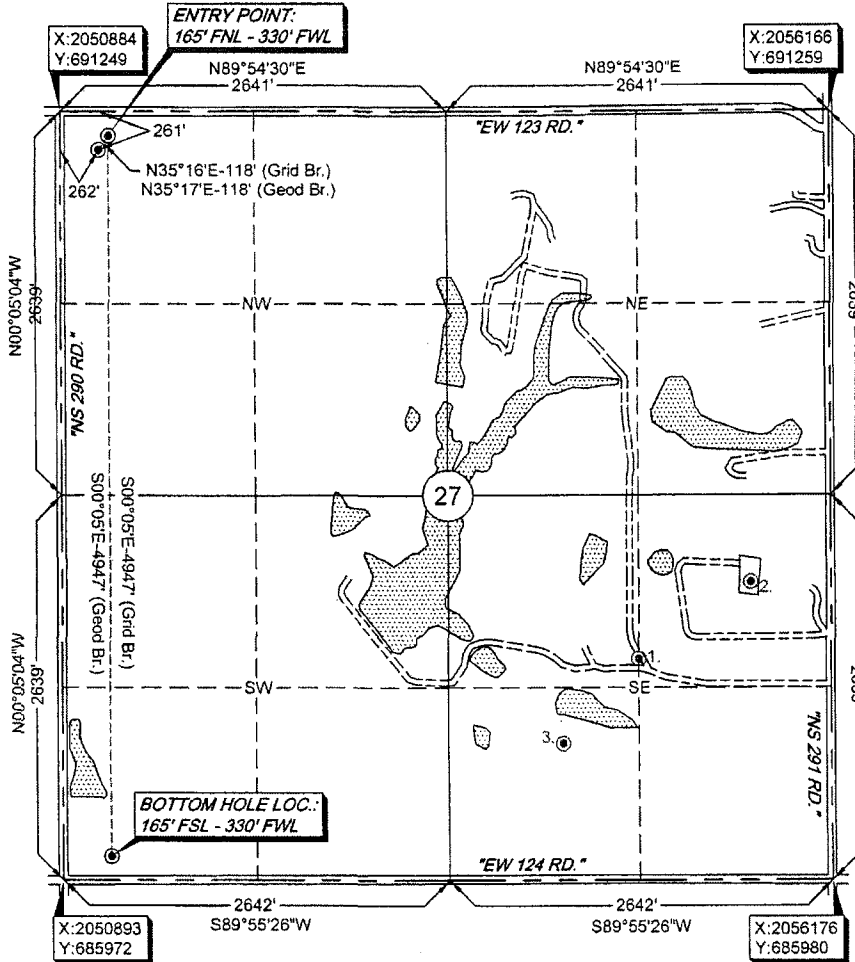 ENTRY POINT:
165' FNL - 330' FWL
X:2050884
Y:691249
X:2056166
Y:691259
N89°54'30"E
2641'
N89°54'30"E
2641'
"EW 123 RD."
261'
N35°16'E-118' (Grid Br.)
N35°17'E-118' (Geod Br.)
262'
N00°05'04"W
2639'
NW
NE
"NS 290 RD."
27
S00°05'E-4947' (Grid Br.)
S00°05'E-4947' (Geod Br.)
2.
1.
N00°05'04"W
2639'
SW
SE
3.
"NS 291 RD."
BOTTOM HOLE LOC.:
165' FSL - 330' FWL
"EW 124 RD."
2642'
S89°55'26"W
2642'
S89°55'26"W
X:2050893
Y:685972
X:2056176
Y:685980